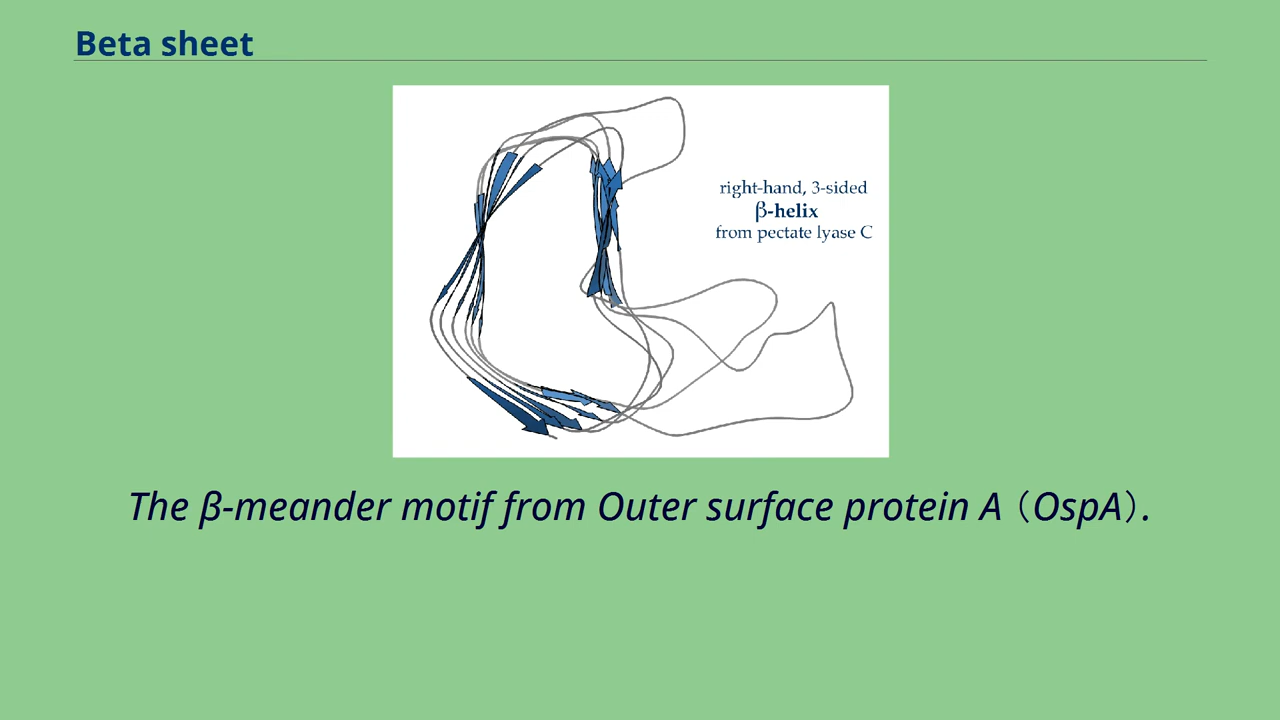 Beta sheet
right-hand, 3-sided
β-helix
from pectate lyase C
The β-meander motif from Outer surface protein A（OspA）.